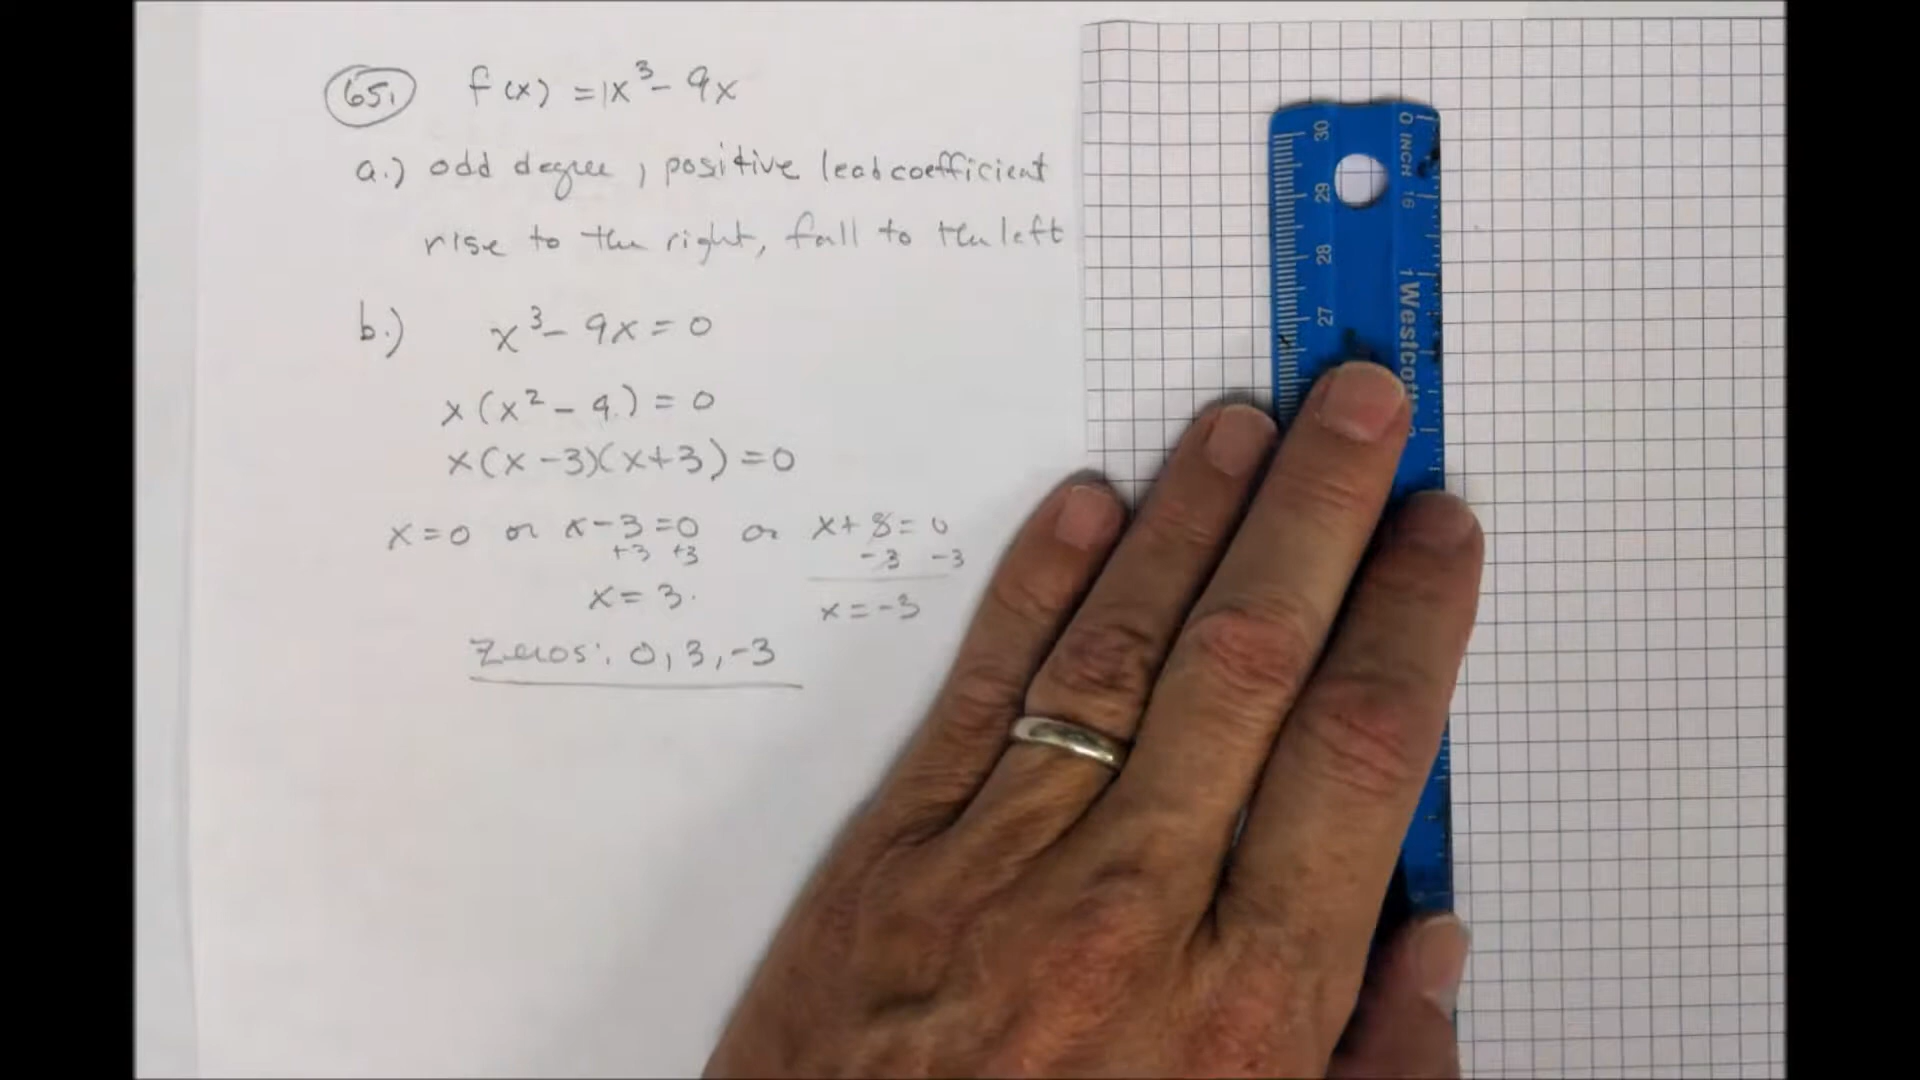 65. f(x) = 1x³ - 9x
a.) odd degree, positive lead coefficient
rise to the right, fall to the left
b.) x³ - 9x = 0
x(x² - 9) = 0
x(x - 3)(x + 3) = 0
x = 0 or x - 3 = 0 or x + 3 = 0
+3 +3 -3 -3
x = 3. x = -3
Zeros: 0, 3, -3
30
29
28
27
0 INCH 16
1 Westcott